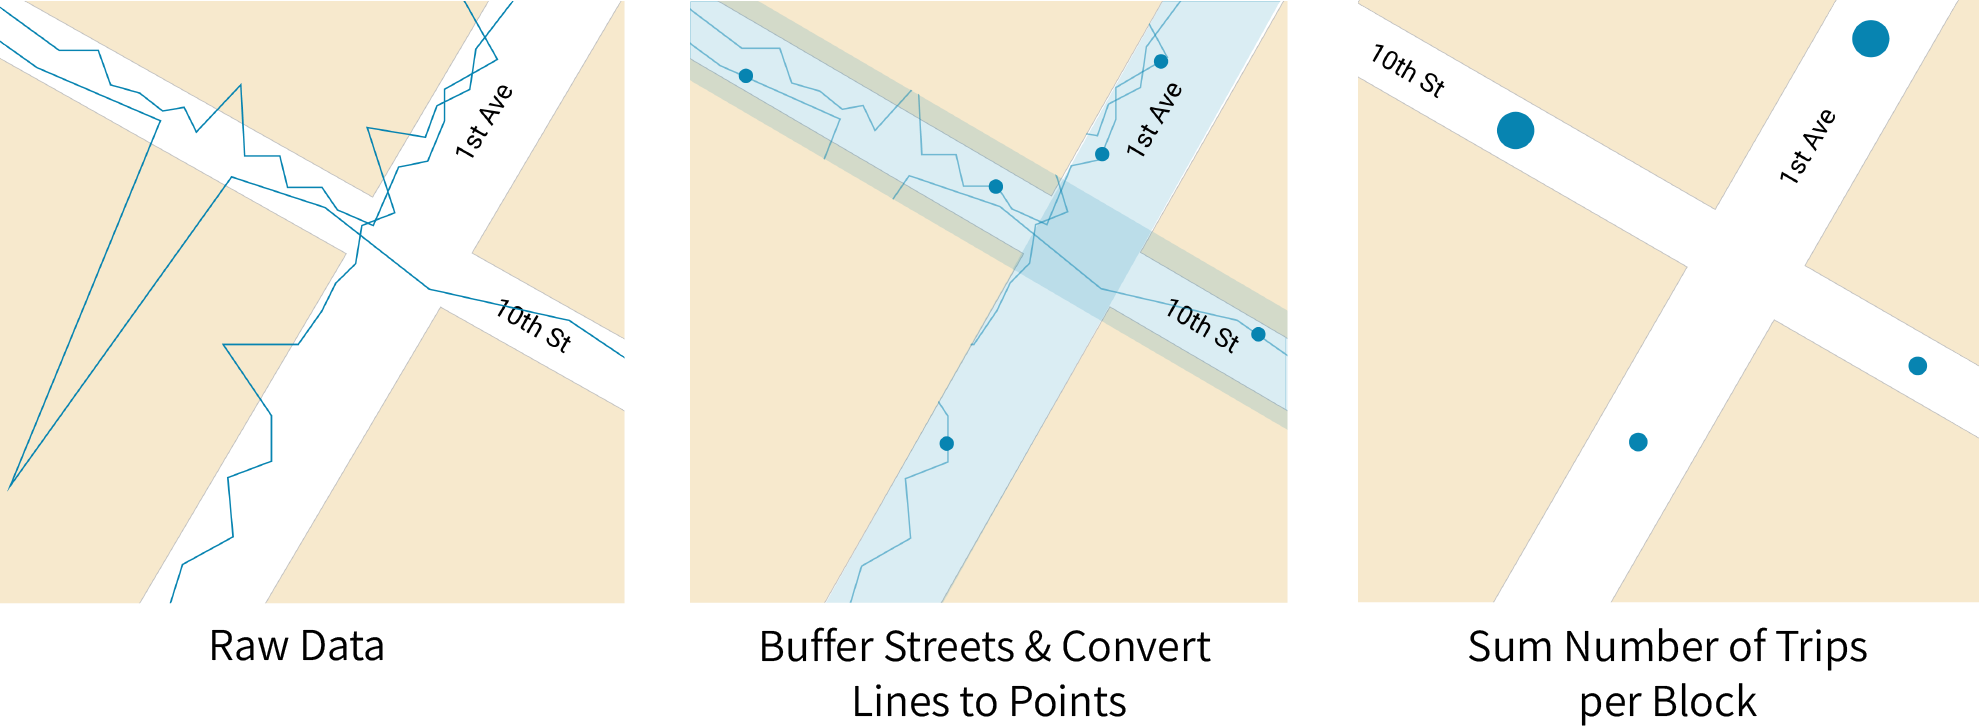 1st Ave
10th St
Raw Data
1st Ave
10th St
Buffer Streets & Convert
Lines to Points
10th St
1st Ave
Sum Number of Trips
per Block